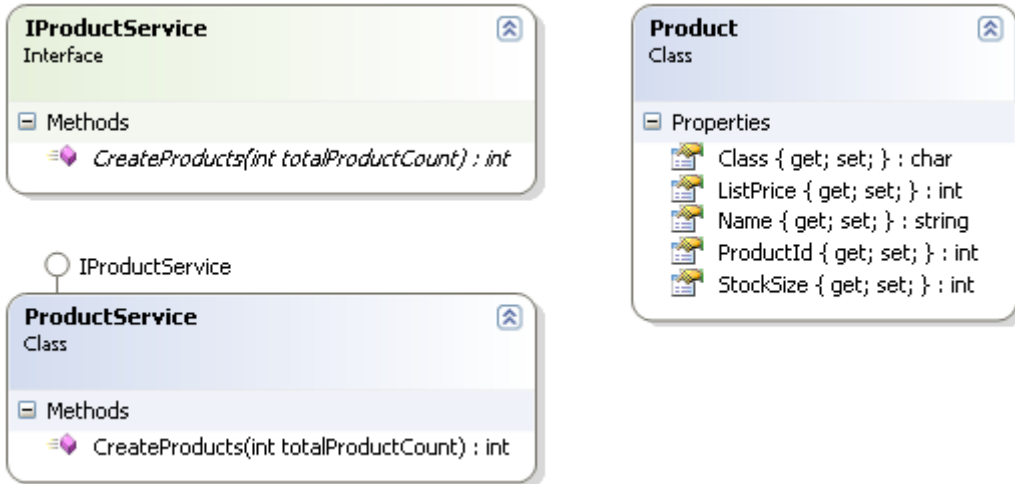 IProductService
Interface
Methods
CreateProducts(int totalProductCount) : int
IProductService
ProductService
Class
Methods
CreateProducts(int totalProductCount) : int
Product
Class
Properties
Class { get; set; } : char
ListPrice { get; set; } : int
Name { get; set; } : string
ProductId { get; set; } : int
StockSize { get; set; } : int